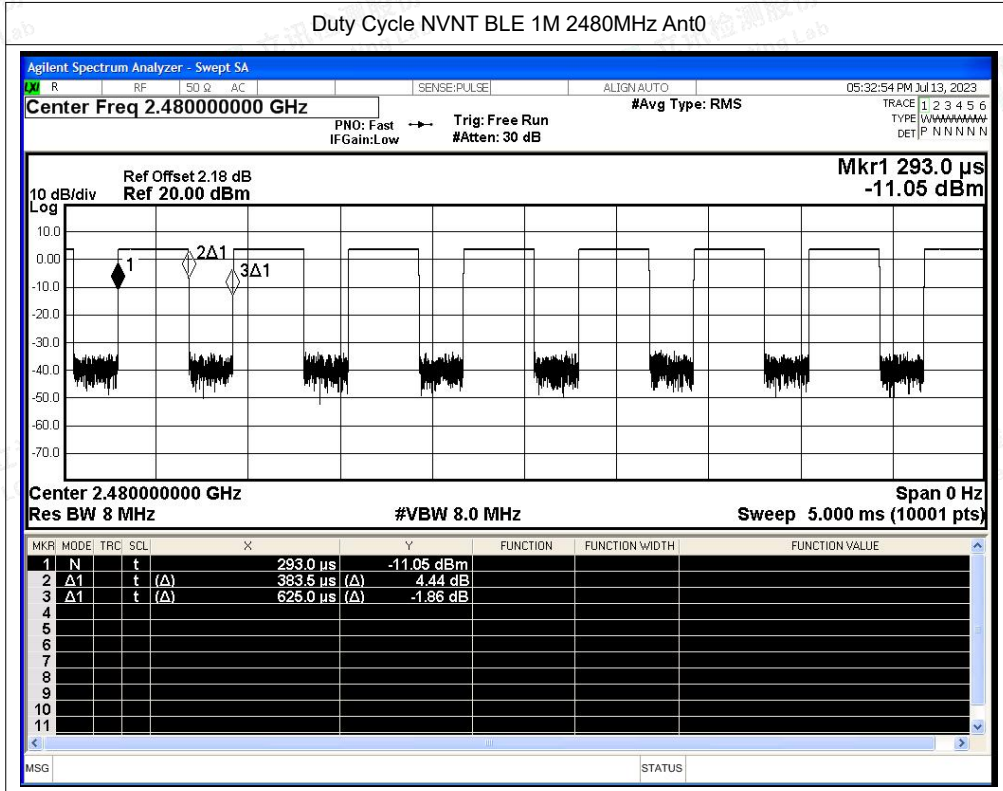 Duty Cycle NVNT BLE 1M 2480MHz Ant0
Agilent Spectrum Analyzer - Swept SA
LXI R RF 50 Ω AC SENSE:PULSE ALIGN AUTO 05:32:54 PM Jul 13, 2023
Center Freq 2.480000000 GHz #Avg Type: RMS TRACE 1 2 3 4 5 6
PNO: Fast Trig: Free Run TYPE W
IFGain:Low #Atten: 30 dB DET P N N N N N
Mkr1 293.0 µs
Ref Offset 2.18 dB
10 dB/div Ref 20.00 dBm -11.05 dBm
Log
10.0
0.00
1 2Δ1 3Δ1
-10.0
-20.0
-30.0
-40.0
-50.0
-60.0
-70.0
Center 2.480000000 GHz Span 0 Hz
Res BW 8 MHz #VBW 8.0 MHz Sweep 5.000 ms (10001 pts)
MKR MODE TRC SCL X Y FUNCTION FUNCTION WIDTH FUNCTION VALUE
1 N t 293.0 µs -11.05 dBm
2 Δ1 t (Δ) 383.5 µs (Δ) 4.44 dB
3 Δ1 t (Δ) 625.0 µs (Δ) -1.86 dB
4
5
6
7
8
9
10
11
MSG STATUS